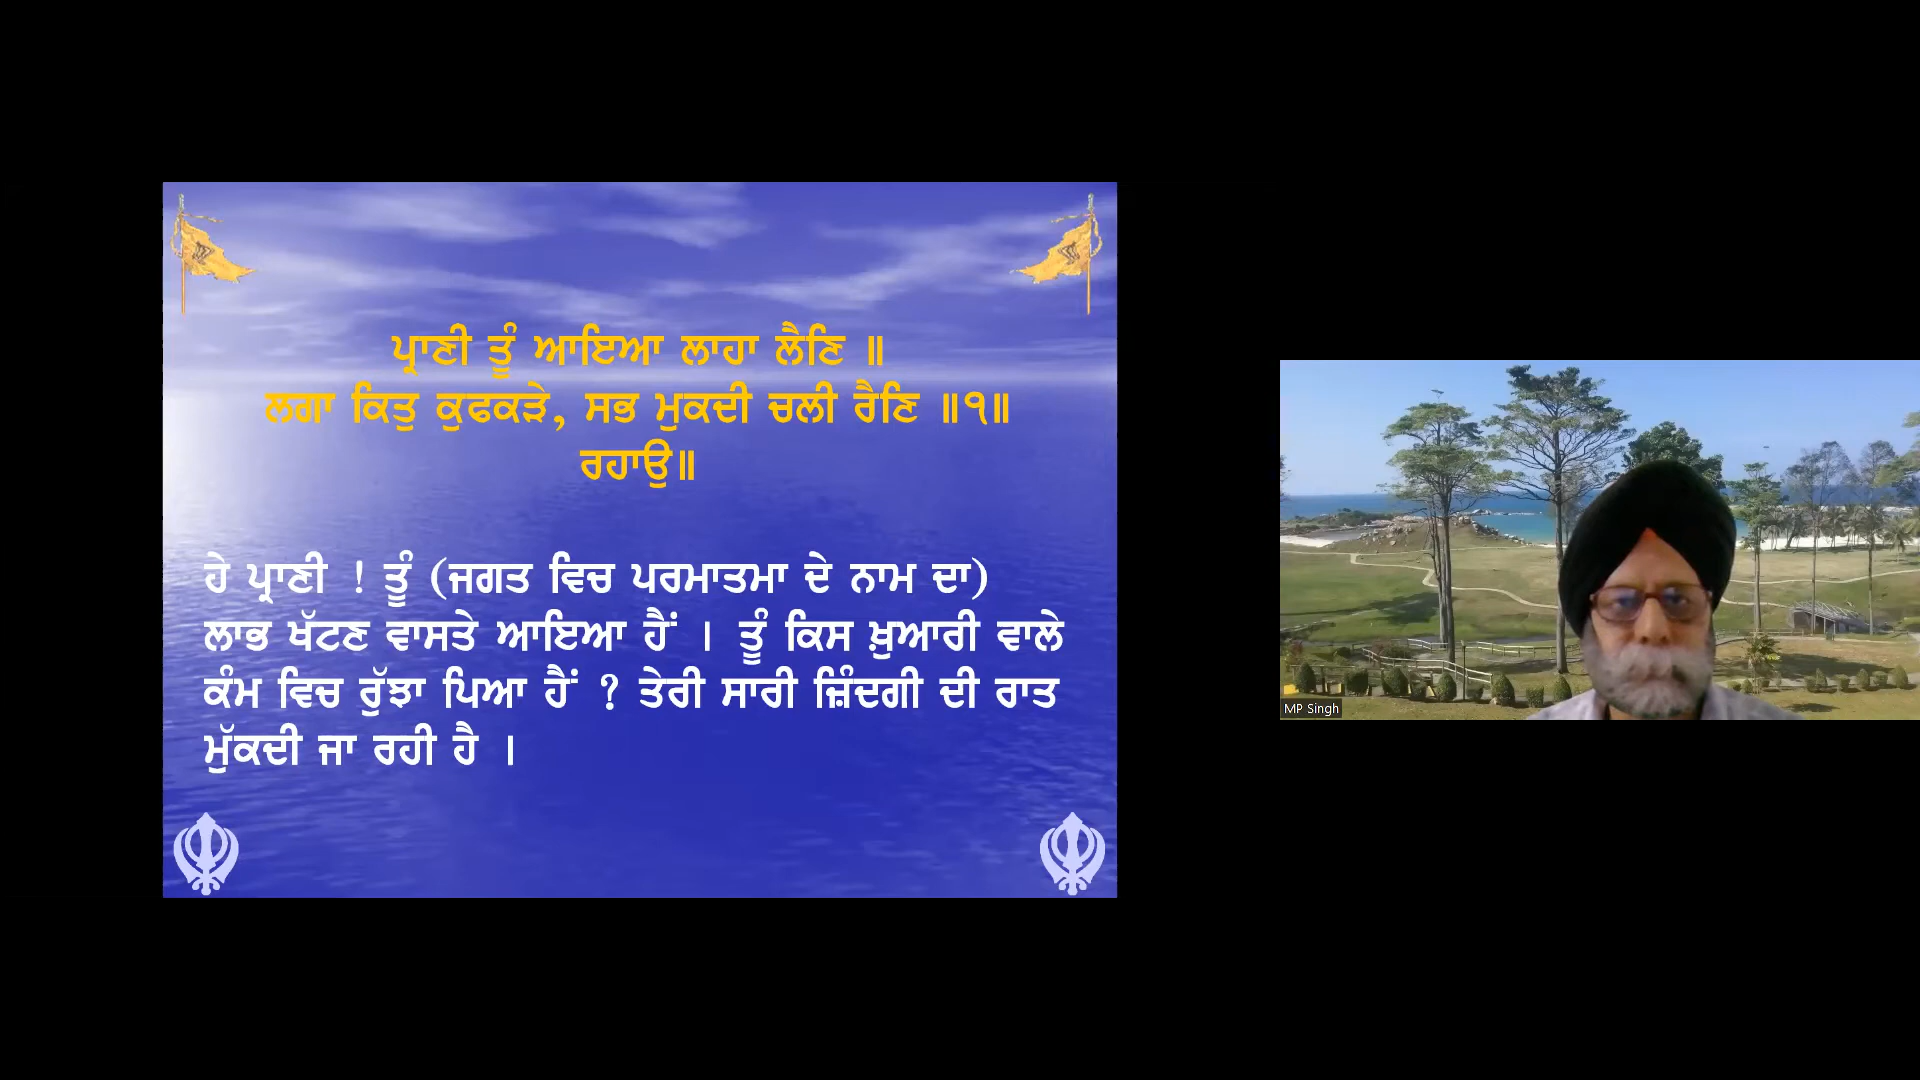 ਪ੍ਰਾਣੀ ਤੂੰ ਆਇਆ ਲਾਹਾ ਲੈਣਿ ॥
ਲਗਾ ਕਿਤੁ ਕੁਫਕੜੇ, ਸਭ ਮੁਕਦੀ ਚਲੀ ਰੈਣਿ ॥੧॥
ਰਹਾਉ॥
ਹੇ ਪ੍ਰਾਣੀ ! ਤੂੰ (ਜਗਤ ਵਿਚ ਪਰਮਾਤਮਾ ਦੇ ਨਾਮ ਦਾ)
ਲਾਭ ਖੱਟਣ ਵਾਸਤੇ ਆਇਆ ਹੈਂ । ਤੂੰ ਕਿਸ ਖ਼ੁਆਰੀ ਵਾਲੇ
ਕੰਮ ਵਿਚ ਰੁੱਝਾ ਪਿਆ ਹੈਂ ? ਤੇਰੀ ਸਾਰੀ ਜ਼ਿੰਦਗੀ ਦੀ ਰਾਤ
ਮੁੱਕਦੀ ਜਾ ਰਹੀ ਹੈ ।
MP Singh